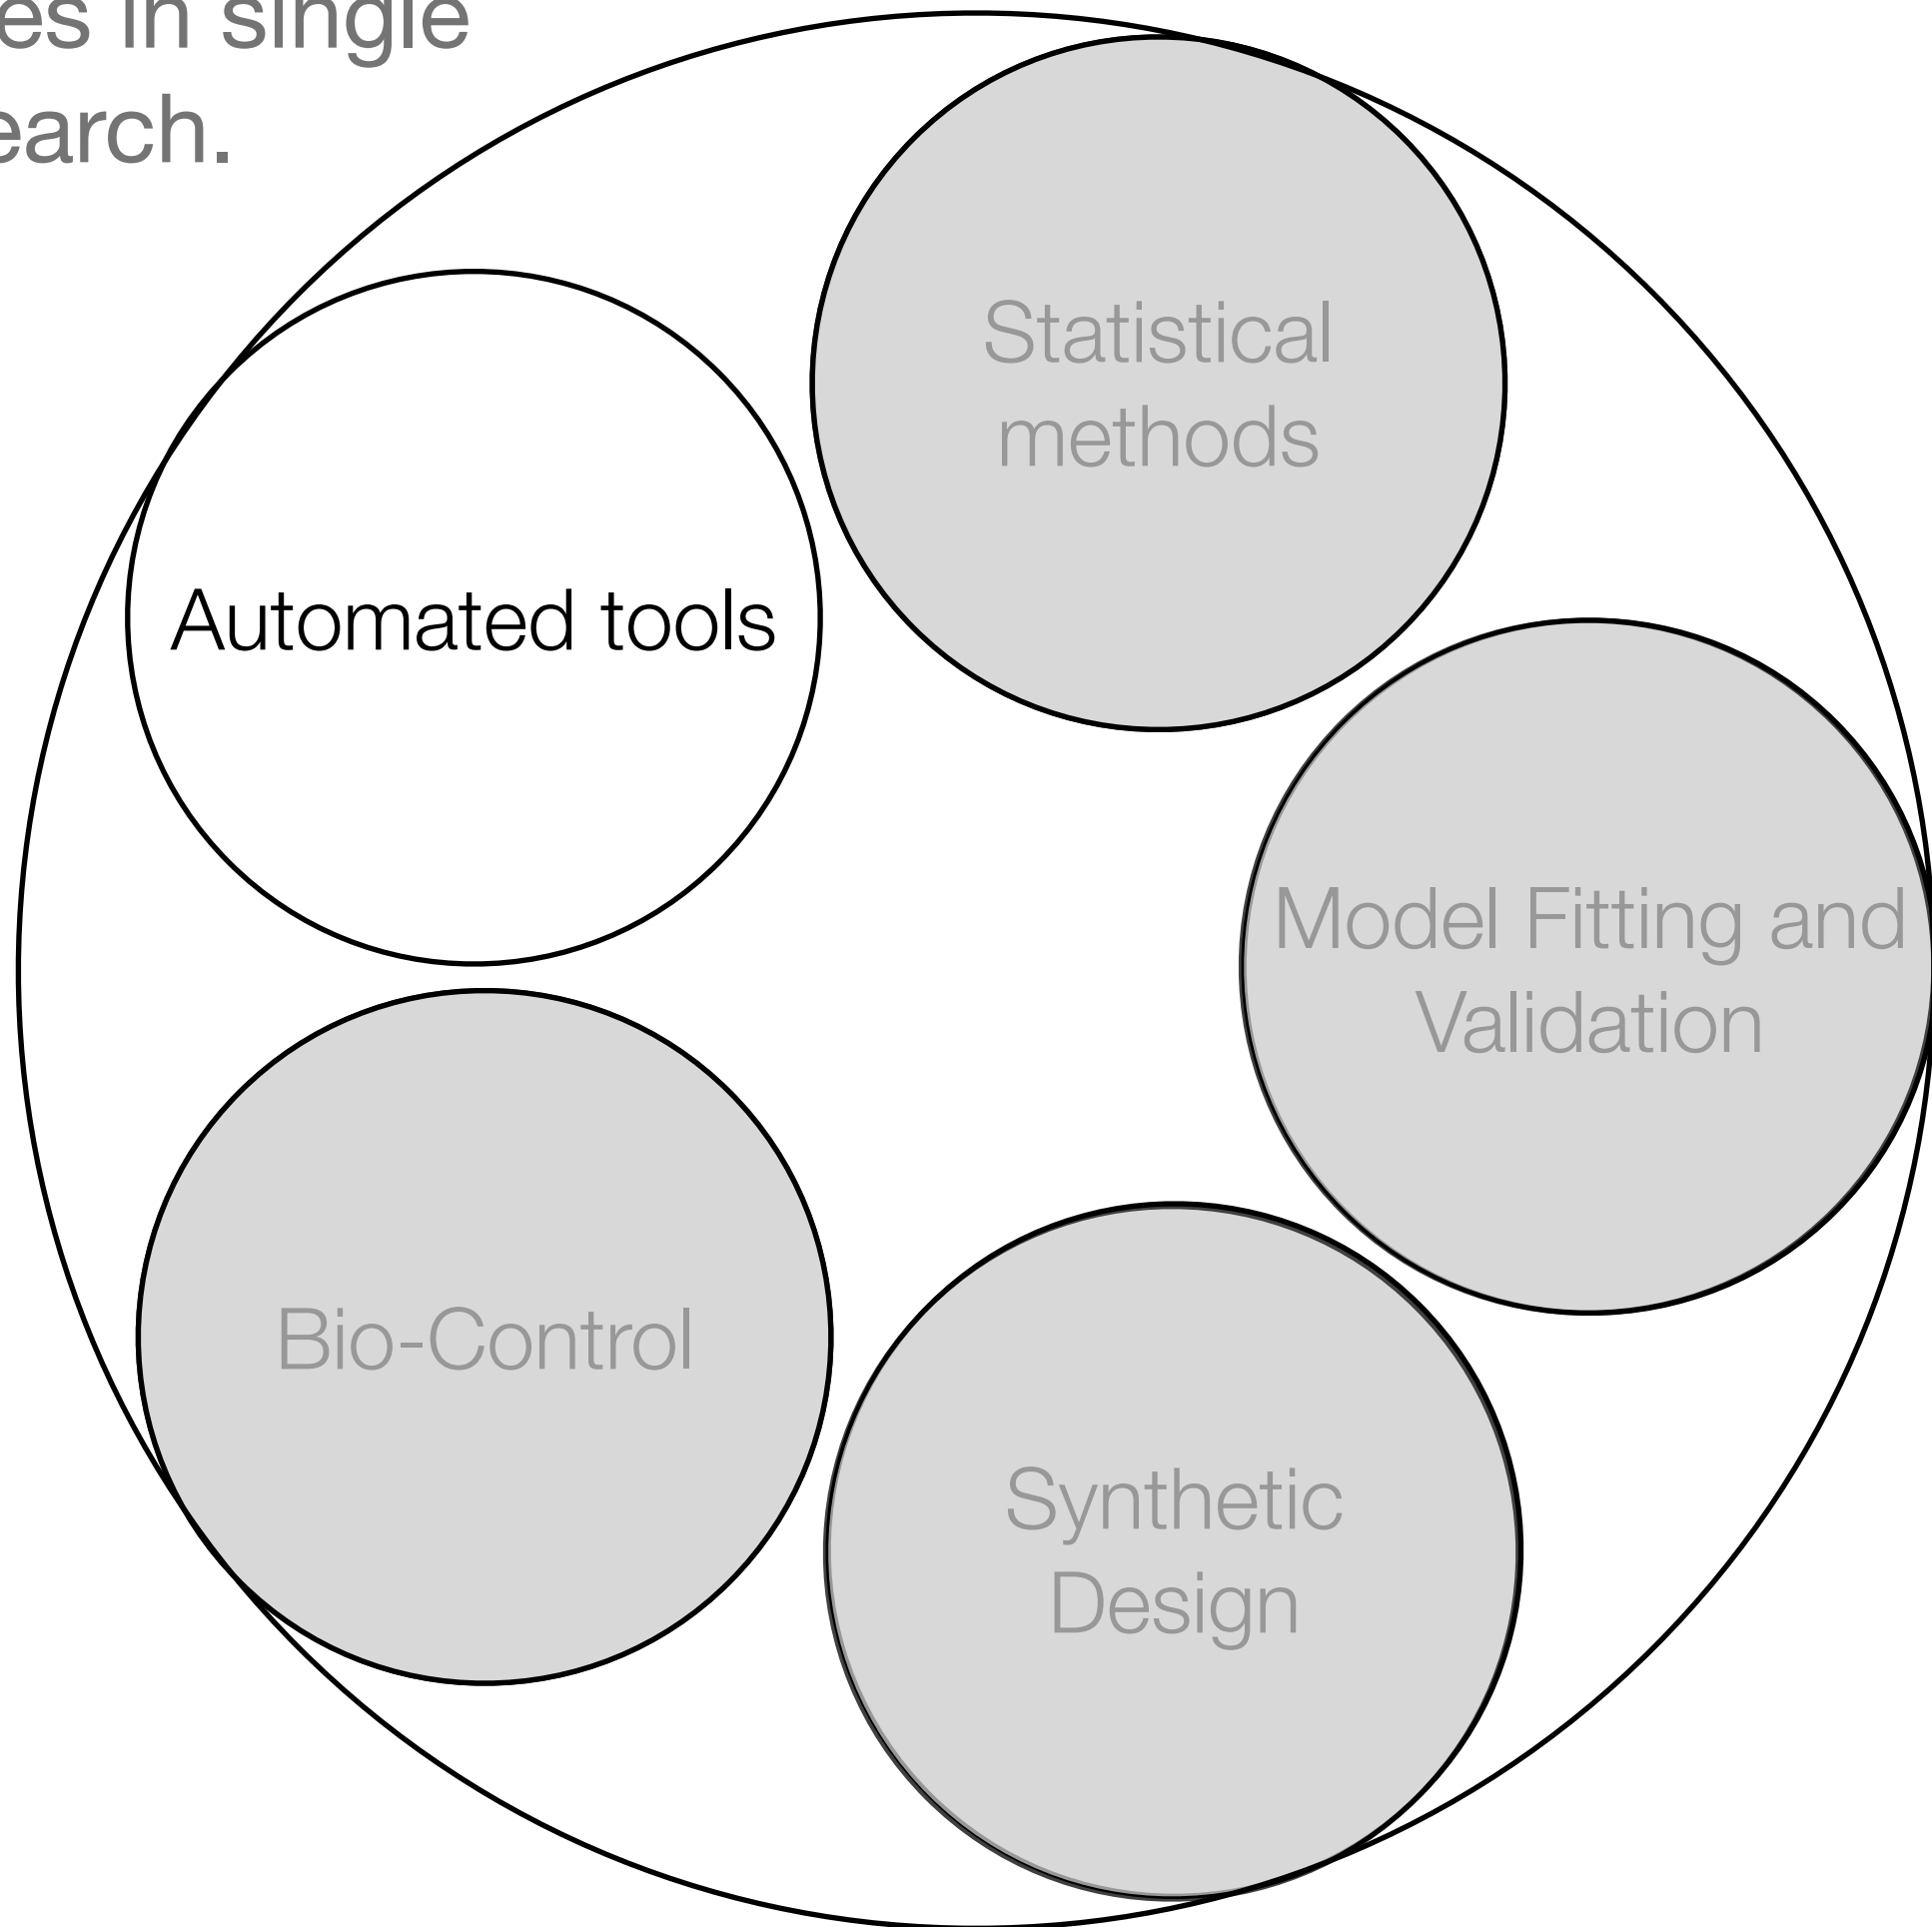 es in single
earch.
Statistical
methods
Automated tools
Model Fitting and
Validation
Bio-Control
Synthetic
Design